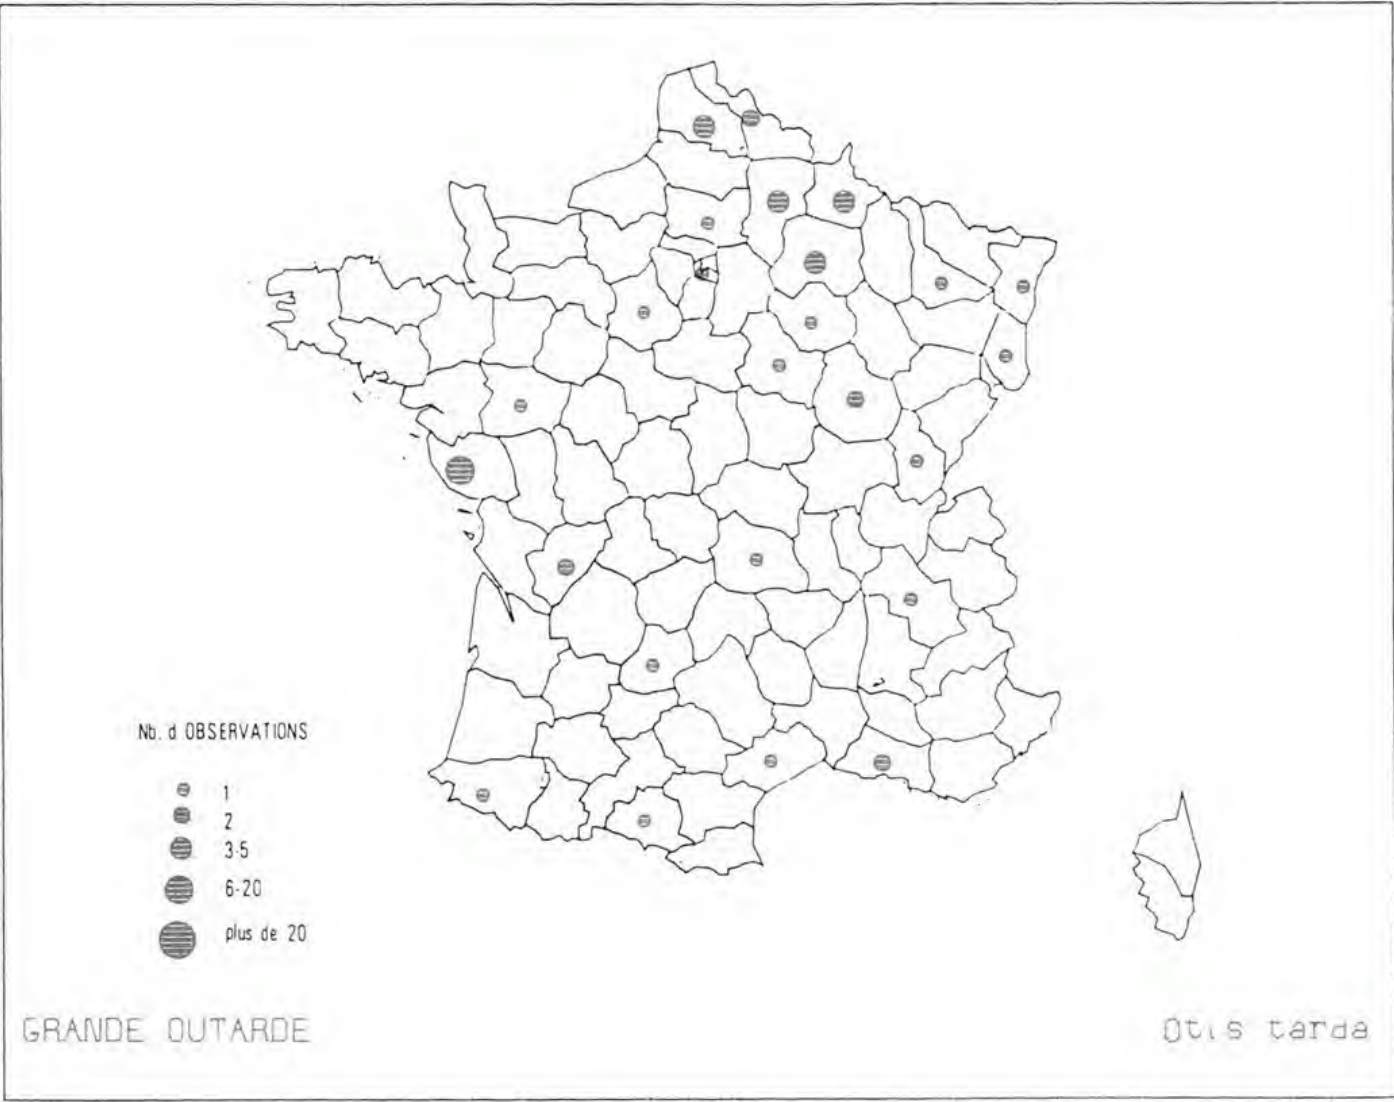 Nb. d OBSERVATIONS
1
2
3-5
6-20
plus de 20
GRANDE OUTARDE
Otis tarda